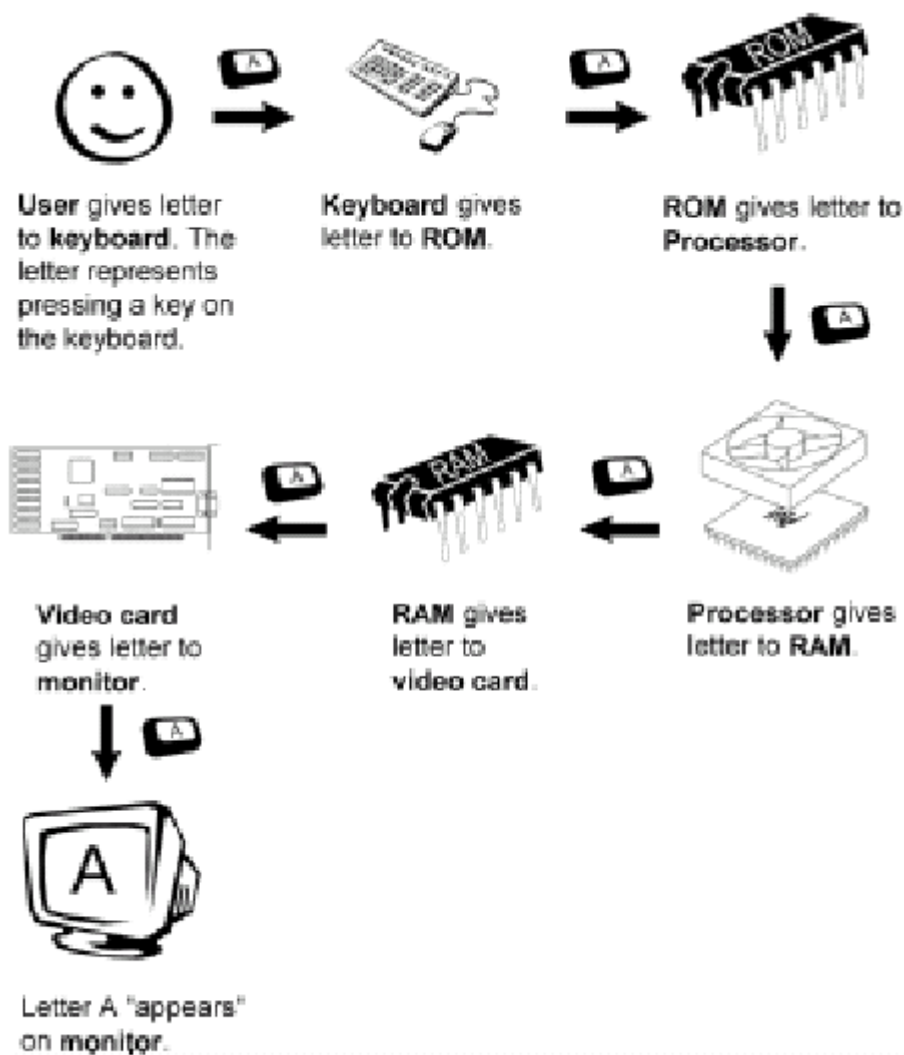 A
A
ROM
User gives letter
to keyboard. The
letter represents
pressing a key on
the keyboard.
Keyboard gives
letter to ROM.
ROM gives letter to
Processor.
A
A
RAM
A
Video card
gives letter to
monitor.
RAM gives
letter to
video card.
Processor gives
letter to RAM.
A
A
Letter A "appears"
on monitor.